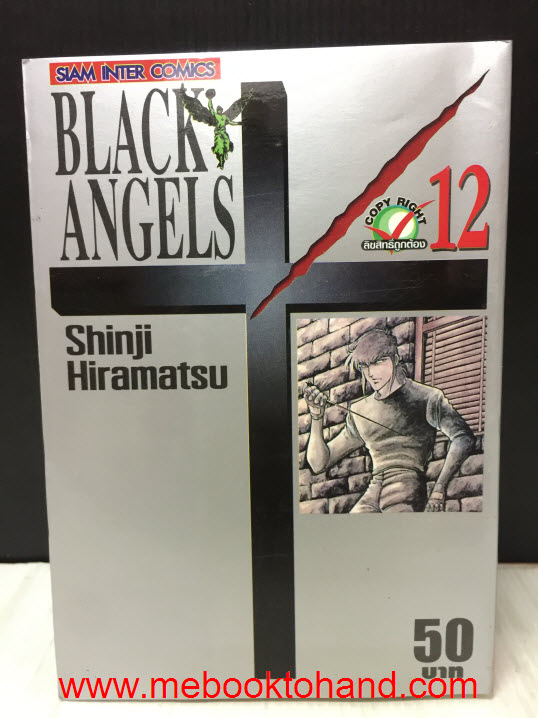 SIAM INTER COMICS
BLACK
ANGELS
COPY RIGHT
ลิขสิทธิ์ถูกต้อง
12
Shinji
Hiramatsu
50
บาท
www.mebooktohand.com